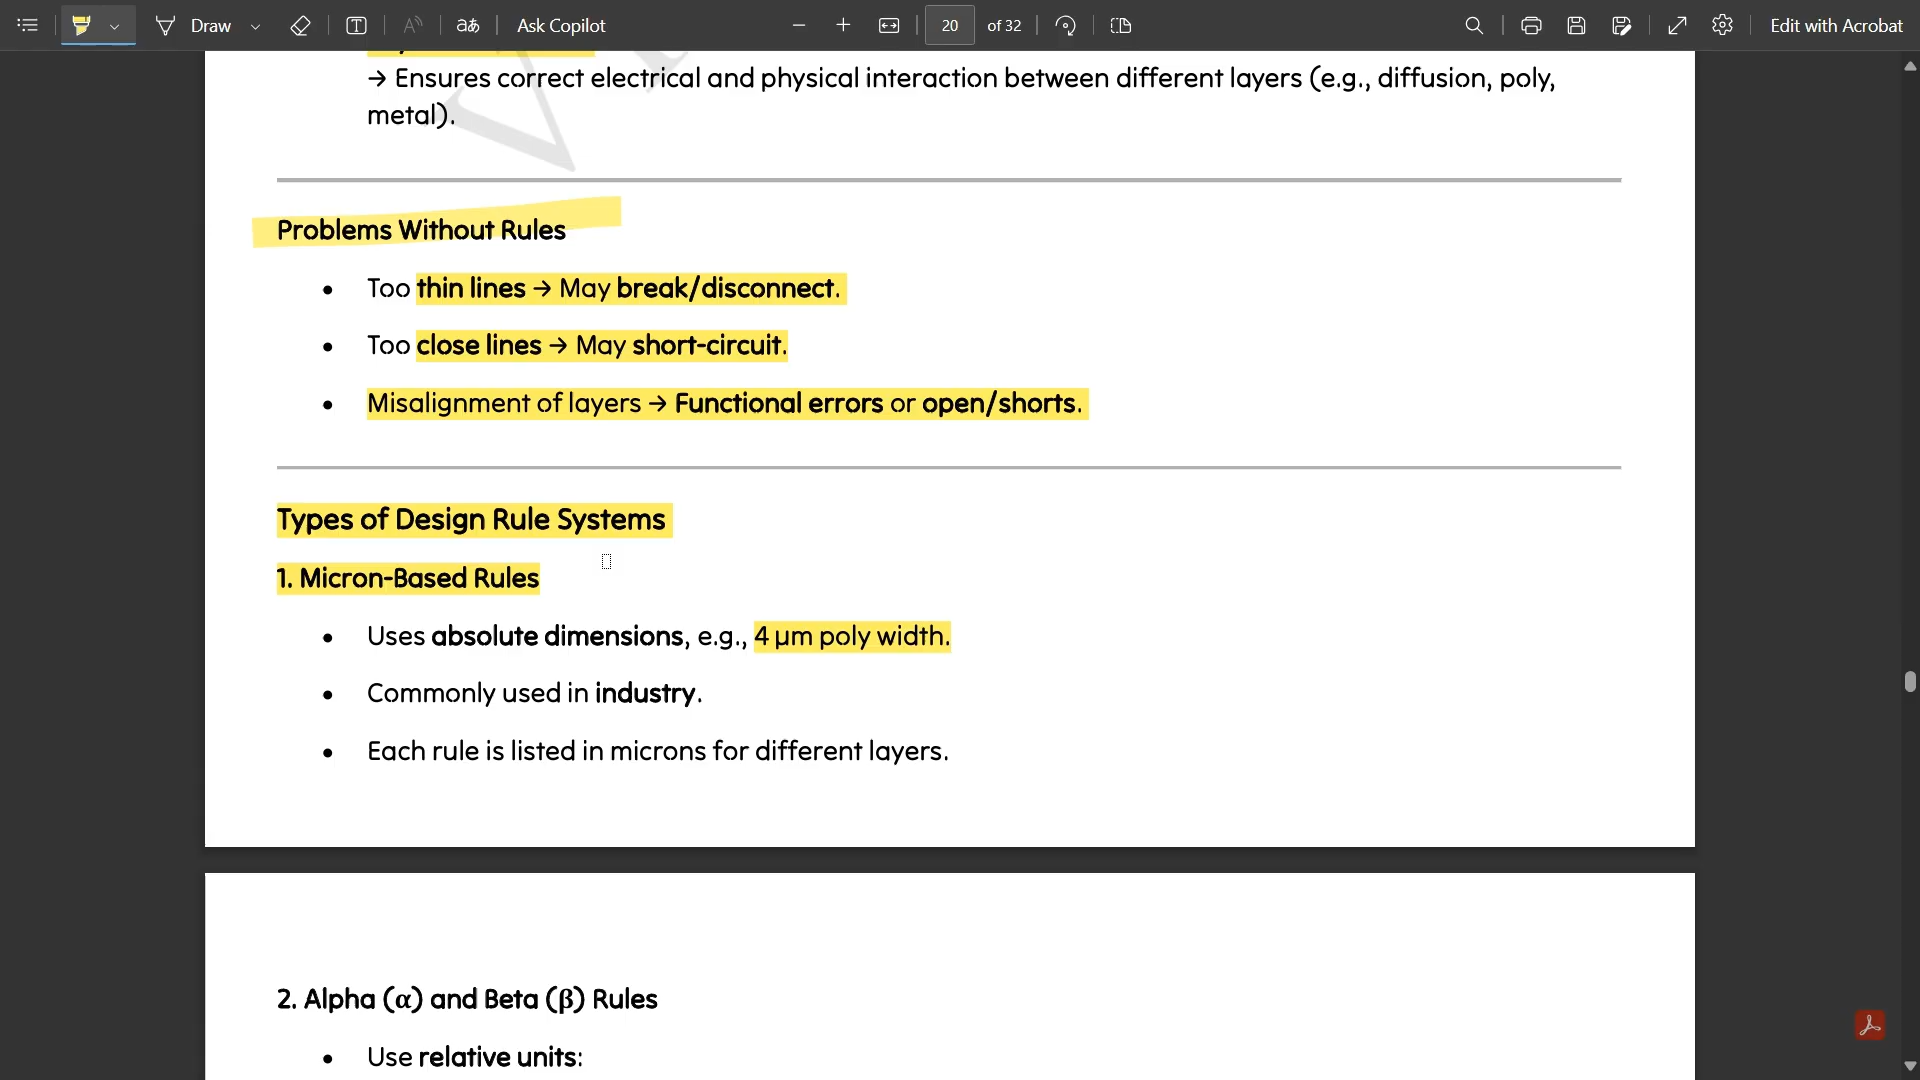 Draw
aあ
Ask Copilot
20 of 32
Edit with Acrobat
→ Ensures correct electrical and physical interaction between different layers (e.g., diffusion, poly,
metal).
Problems Without Rules
• Too thin lines → May break/disconnect.
• Too close lines → May short-circuit.
• Misalignment of layers → Functional errors or open/shorts.
Types of Design Rule Systems
1. Micron-Based Rules
• Uses absolute dimensions, e.g., 4 µm poly width.
• Commonly used in industry.
• Each rule is listed in microns for different layers.
2. Alpha (α) and Beta (β) Rules
• Use relative units: